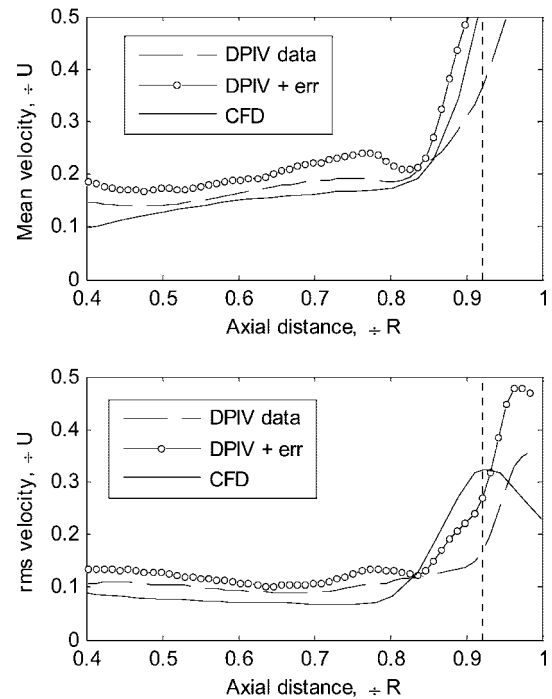 0.5
0.4
0.3
0.2
0.1
0
Mean velocity, ÷ U
DPIV data
DPIV + err
CFD
0.4 0.5 0.6 0.7 0.8 0.9 1
Axial distance, ÷ R
0.5
0.4
0.3
0.2
0.1
0
rms velocity, ÷ U
DPIV data
DPIV + err
CFD
0.4 0.5 0.6 0.7 0.8 0.9 1
Axial distance, ÷ R